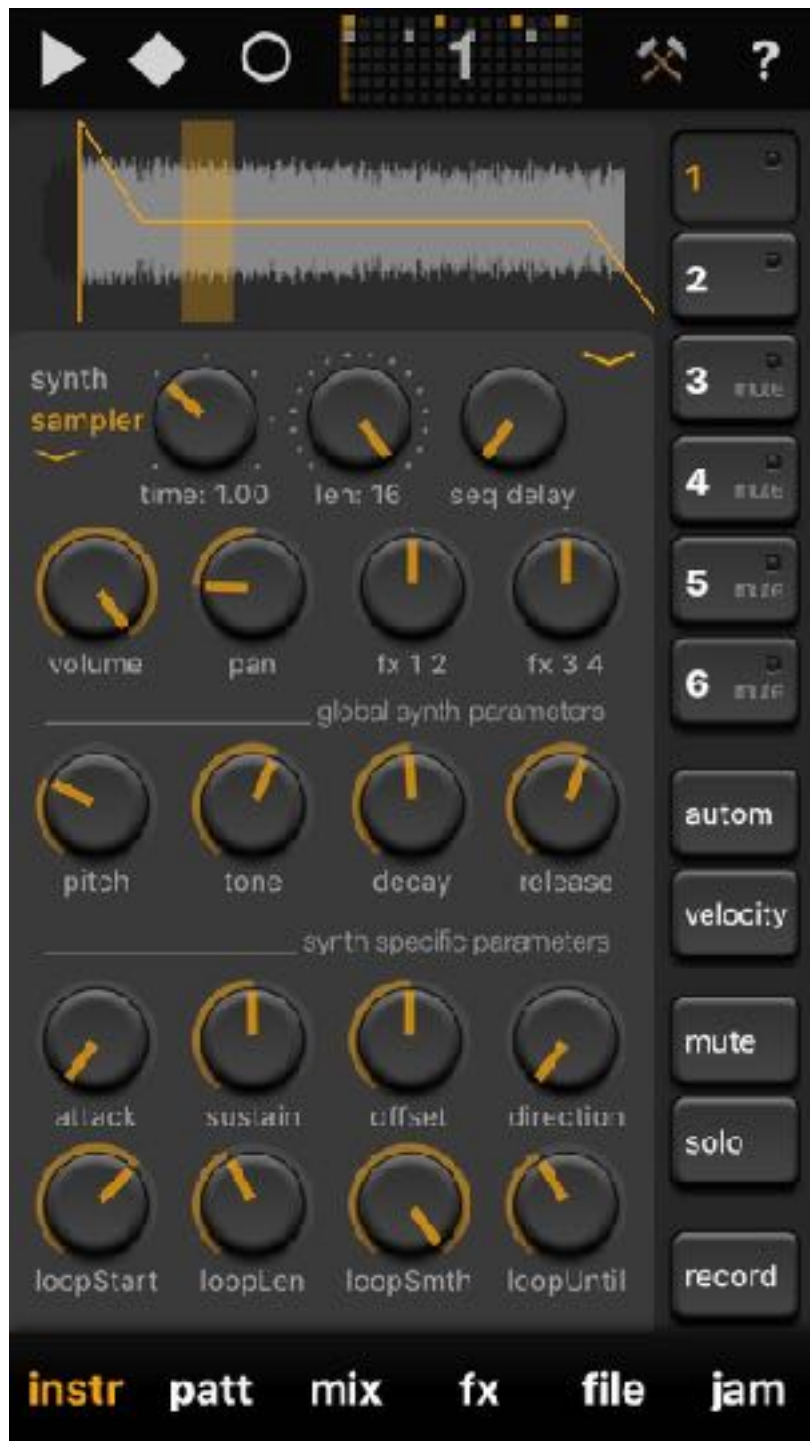 1 ?
1
2
synth
sampler
3 mute
time: 1.00 len: 16 seq delay
4 mute
5 mute
volume pan fx 1 2 fx 3 4
6 mute
global synth parameters
autom
pitch tone decay release
velocity
synth specific parameters
mute
attack sustain offset direction
solo
loopStart loopLen loopSmth loopUntil
record
instr patt mix fx file jam